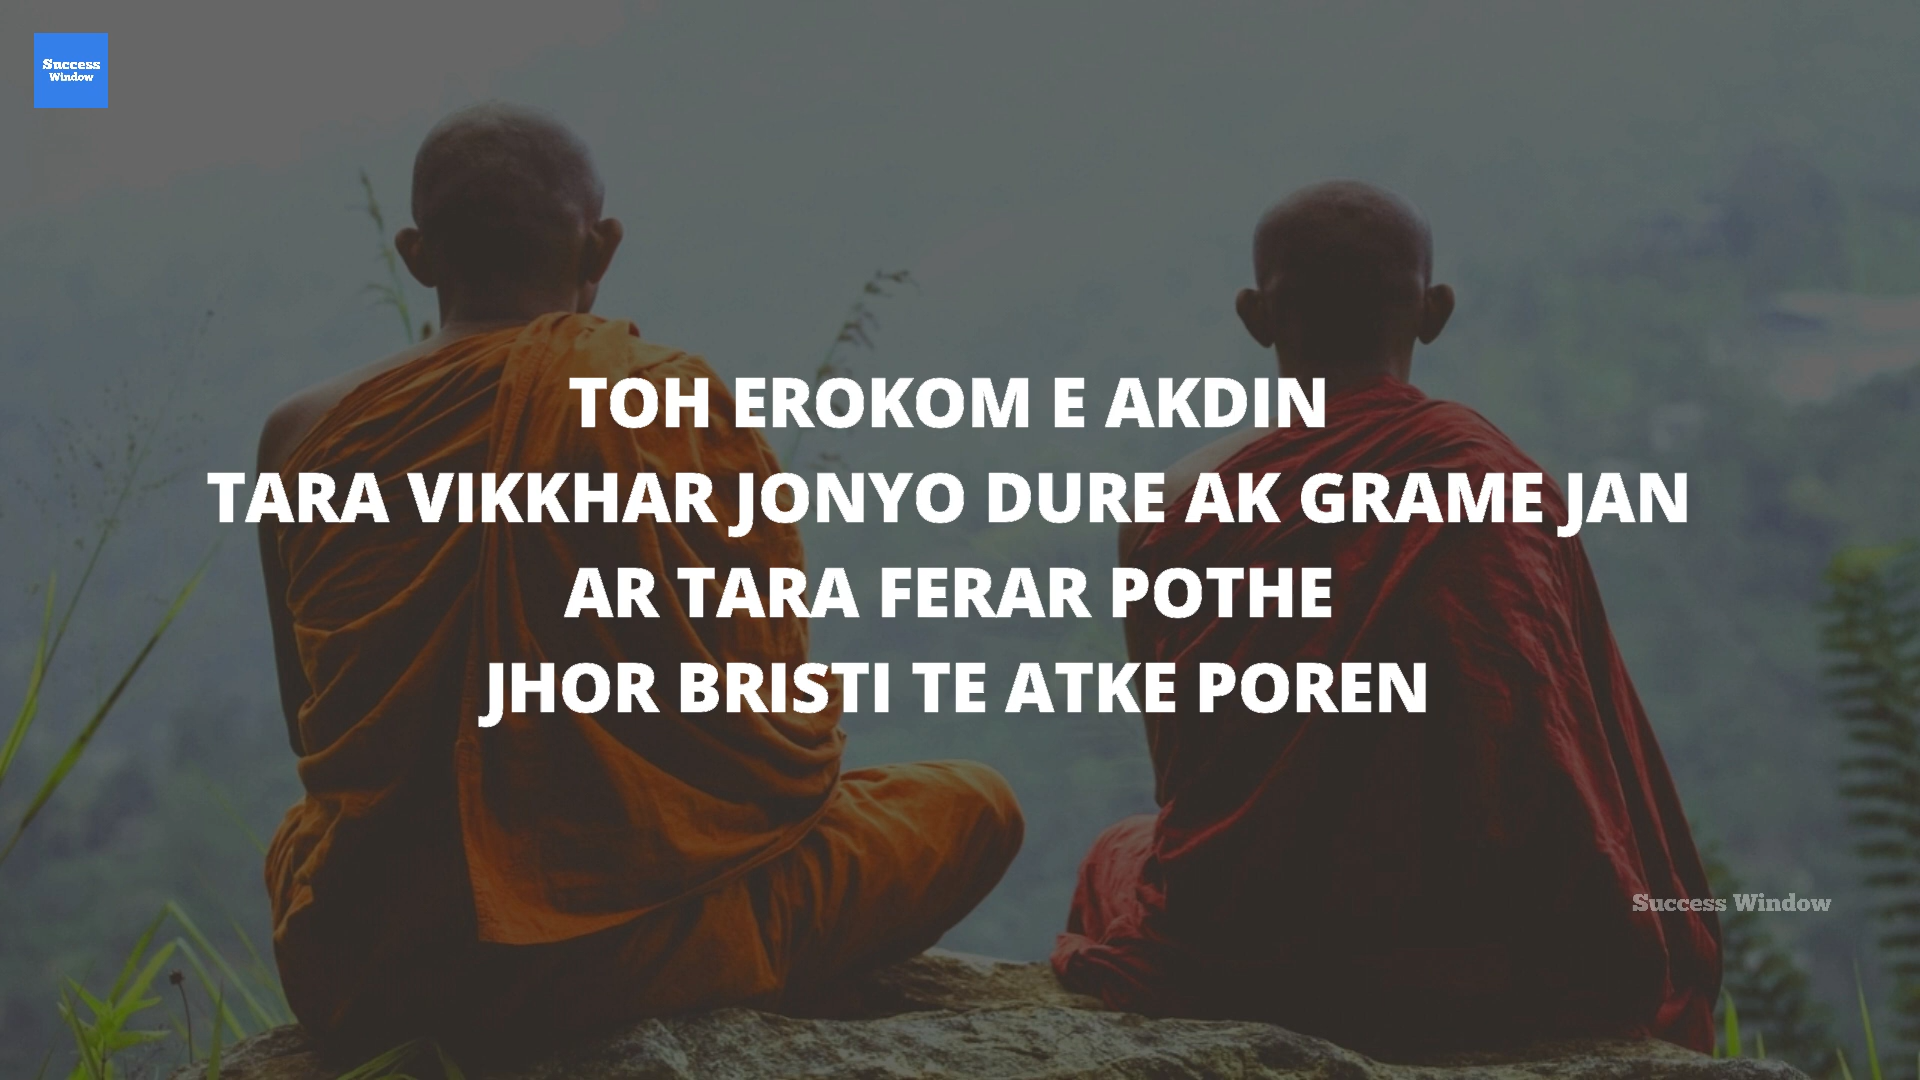 Success
Window
TOH EROKOM E AKDIN
TARA VIKKHAR JONYO DURE AK GRAME JAN
AR TARA FERAR POTHE
JHOR BRISTI TE ATKE POREN
Success Window